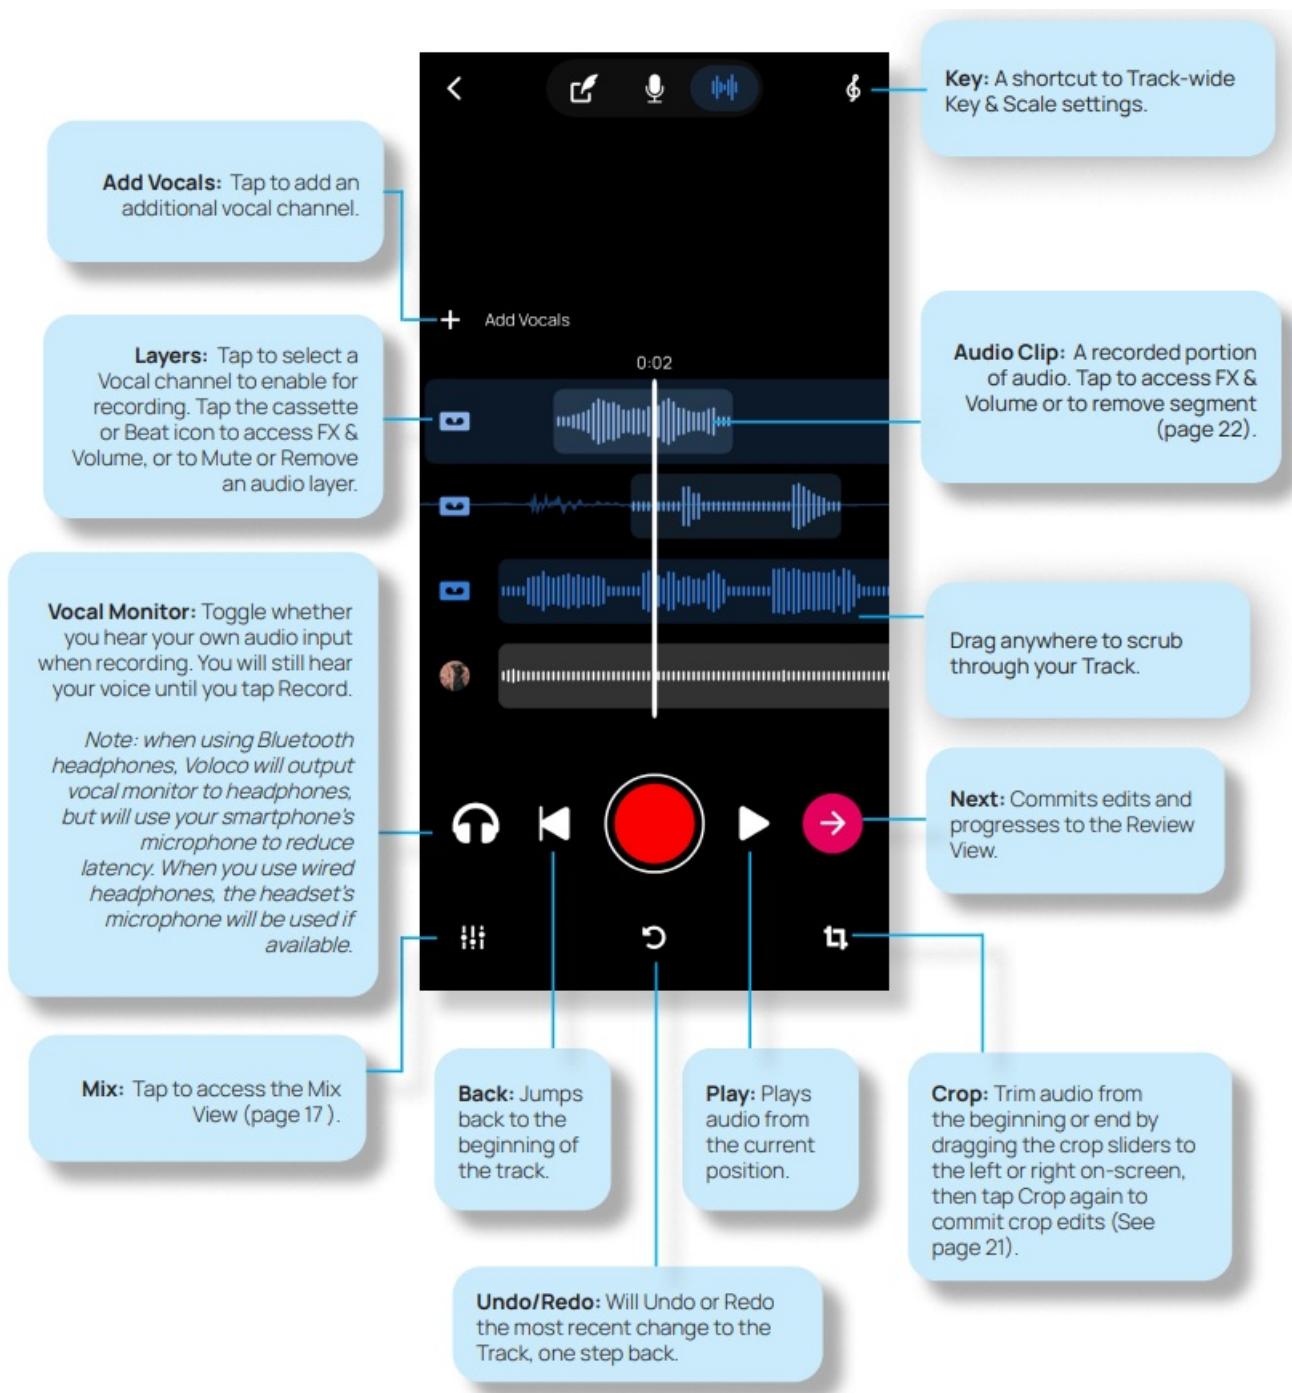 Key: A shortcut to Track-wide
Key & Scale settings.
Add Vocals: Tap to add an
additional vocal channel.
Add Vocals
0:02
Layers: Tap to select a
Vocal channel to enable for
recording. Tap the cassette
or Beat icon to access FX &
Volume, or to Mute or Remove
an audio layer.
Audio Clip: A recorded portion
of audio. Tap to access FX &
Volume or to remove segment
(page 22).
Vocal Monitor: Toggle whether
you hear your own audio input
when recording. You will still hear
your voice until you tap Record.
Note: when using Bluetooth
headphones, Voloco will output
vocal monitor to headphones,
but will use your smartphone's
microphone to reduce
latency. When you use wired
headphones, the headset's
microphone will be used if
available.
Drag anywhere to scrub
through your Track.
Next: Commits edits and
progresses to the Review
View.
Mix: Tap to access the Mix
View (page 17 ).
Back: Jumps
back to the
beginning of
the track.
Play: Plays
audio from
the current
position.
Crop: Trim audio from
the beginning or end by
dragging the crop sliders to
the left or right on-screen,
then tap Crop again to
commit crop edits (See
page 21).
Undo/Redo: Will Undo or Redo
the most recent change to the
Track, one step back.